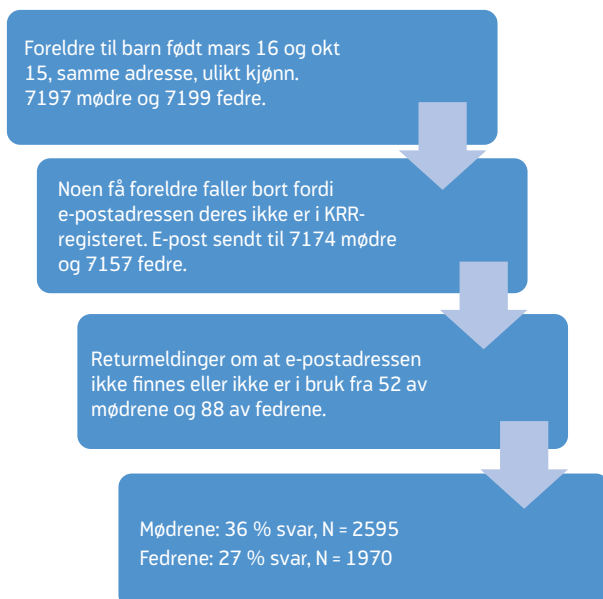 Foreldre til barn født mars 16 og okt
15, samme adresse, ulikt kjønn.
7197 mødre og 7199 fedre.
Noen få foreldre faller bort fordi
e-postadressen deres ikke er i KRR-
registeret. E-post sendt til 7174 mødre
og 7157 fedre.
Returmeldinger om at e-postadressen
ikke finnes eller ikke er i bruk fra 52 av
mødrene og 88 av fedrene.
Mødrene: 36 % svar, N = 2595
Fedrene: 27 % svar, N = 1970